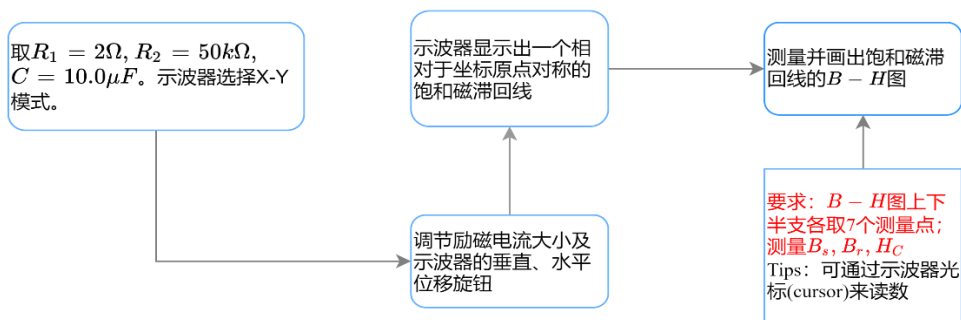 取R₁ = 2Ω, R₂ = 50kΩ,
C = 10.0μF。示波器选择X-Y
模式。
示波器显示出一个相
对于坐标原点对称的
饱和磁滞回线
测量并画出饱和磁滞
回线的B − H图
调节励磁电流大小及
示波器的垂直、水平
位移旋钮
要求：B − H图上下
半支各取7个测量点；
测量Bₛ, Bᵣ, H_C
Tips：可通过示波器光
标(cursor)来读数